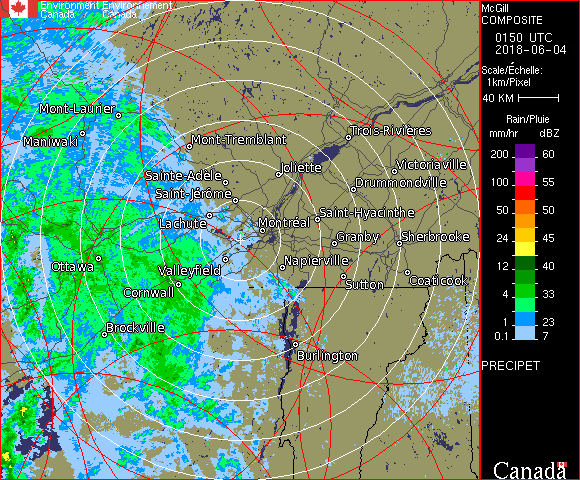 Environment Environnement
Canada Canada
McGill
COMPOSITE
0150 UTC
2018-06-04
Scale/Échelle:
1km/Pixel
40 KM
Rain/Pluie
mm/hr dBZ
200 60
100 55
50 50
24 45
12 40
4 33
1 23
0.1 7
PRECIPET
Canada
Mont-Laurier
Maniwaki
Mont-Tremblant
Trois-Rivières
Sainte-Adèle
Joliette
Victoriaville
Saint-Jérôme
Drummondville
Lachute
Montréal
Saint-Hyacinthe
Granby
Sherbrooke
Ottawa
Valleyfield
Napierville
Cornwall
Sutton
Coaticook
Brockville
Burlington